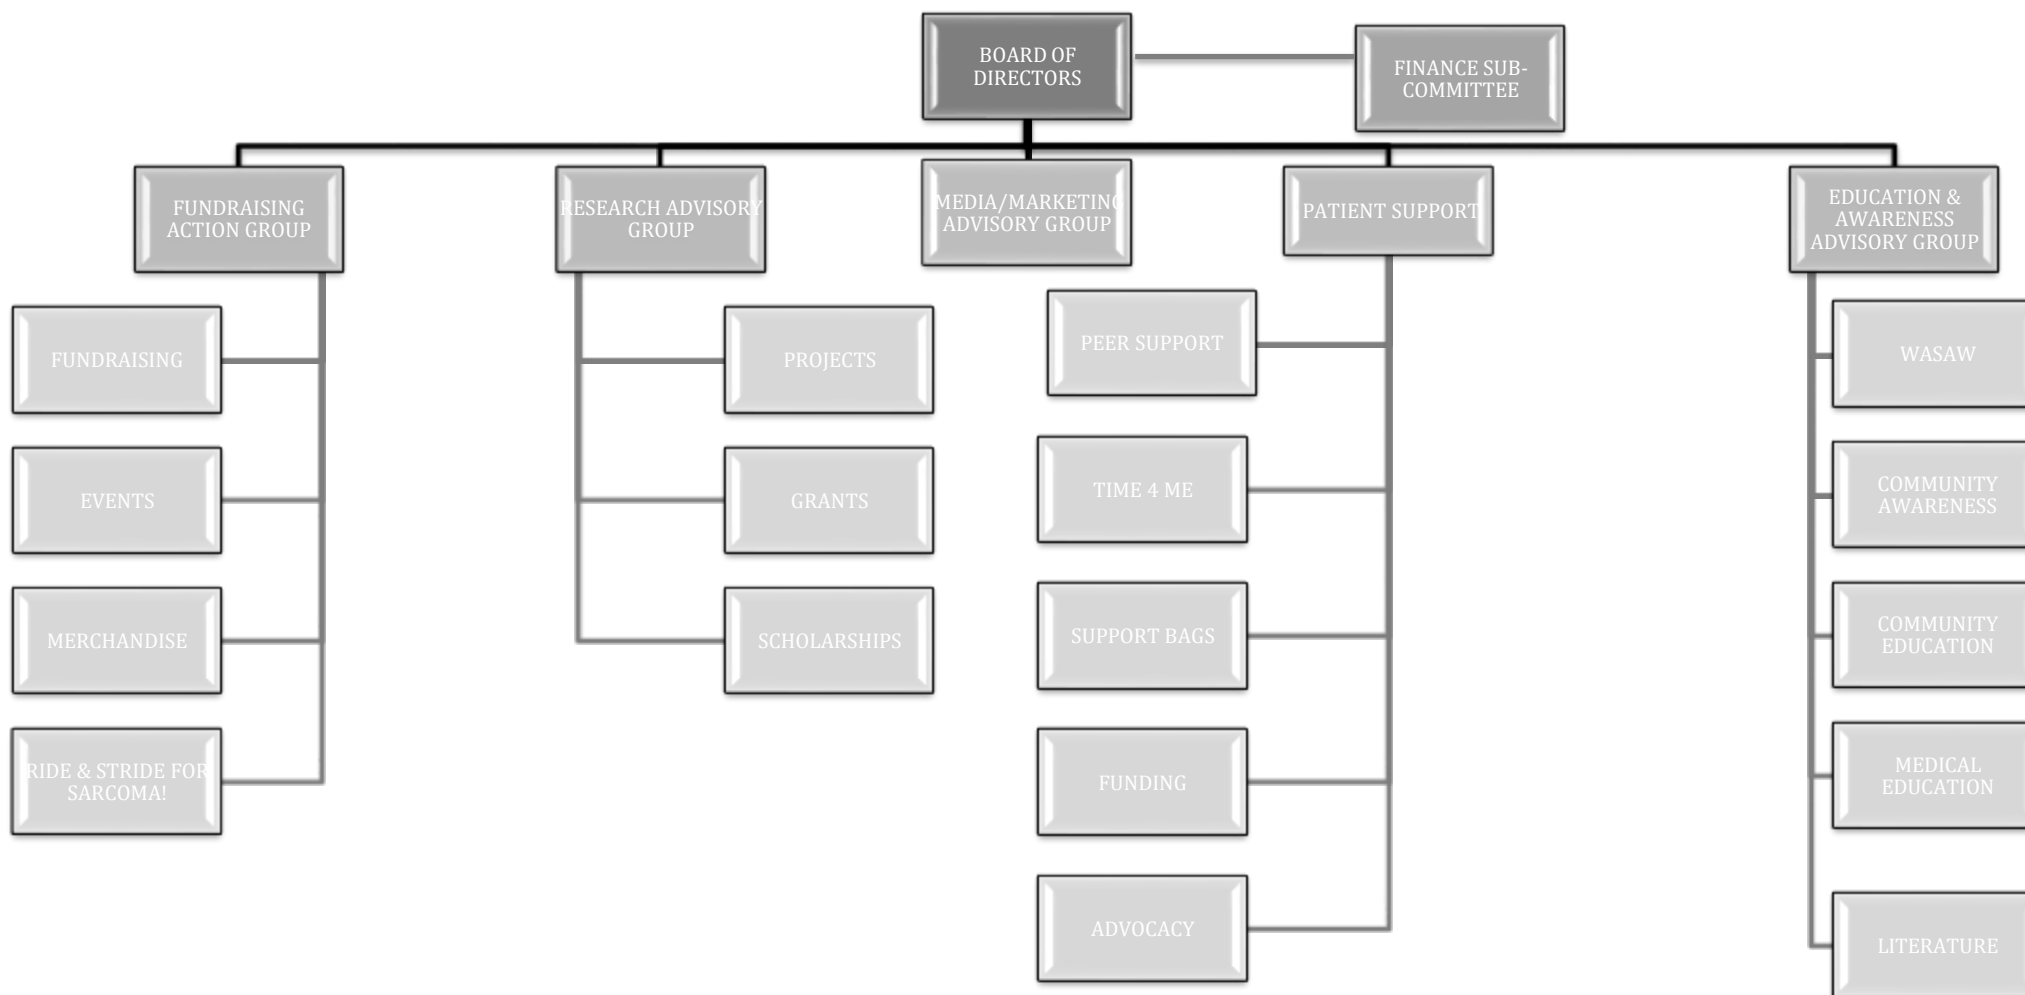 BOARD OF
DIRECTORS
FINANCE SUB-
COMMITTEE
FUNDRAISING
ACTION GROUP
RESEARCH ADVISORY
GROUP
MEDIA/MARKETING
ADVISORY GROUP
PATIENT SUPPORT
EDUCATION &
AWARENESS
ADVISORY GROUP
FUNDRAISING
EVENTS
MERCHANDISE
RIDE & STRIDE FOR
SARCOMA!
PROJECTS
GRANTS
SCHOLARSHIPS
PEER SUPPORT
TIME 4 ME
SUPPORT BAGS
FUNDING
ADVOCACY
WASAW
COMMUNITY
AWARENESS
COMMUNITY
EDUCATION
MEDICAL
EDUCATION
LITERATURE